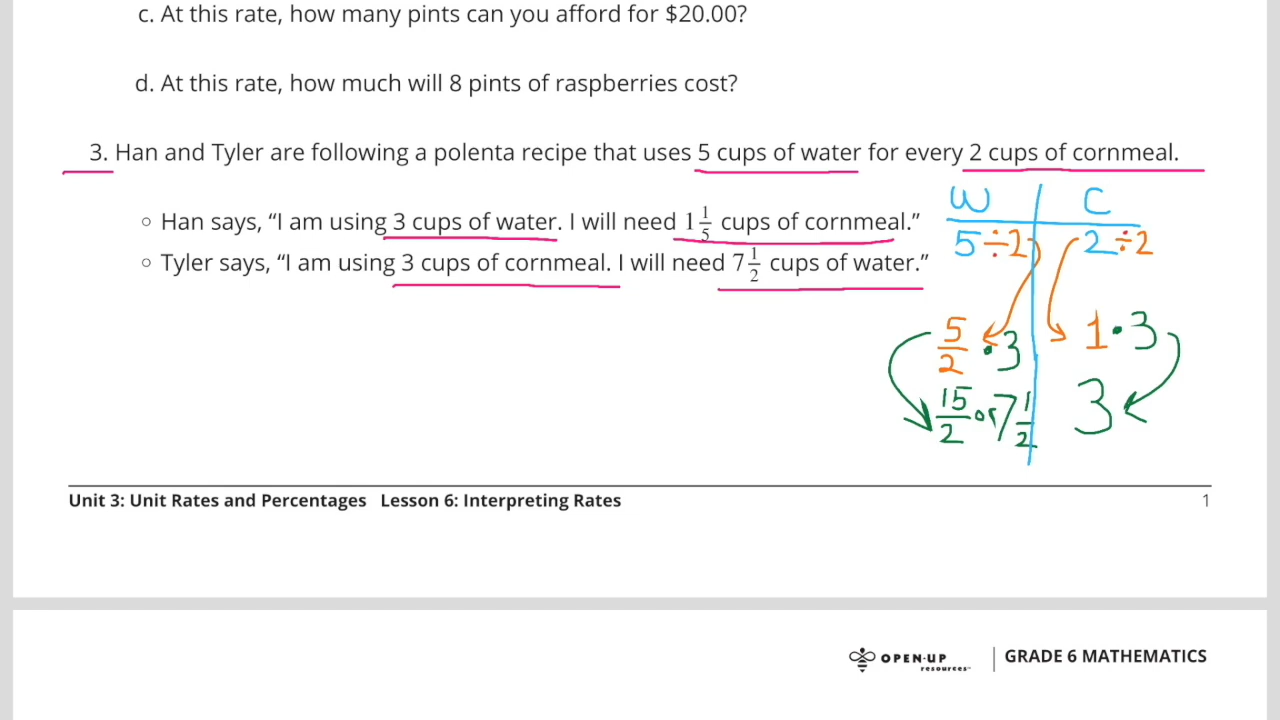 c. At this rate, how many pints can you afford for $20.00?
d. At this rate, how much will 8 pints of raspberries cost?
3. Han and Tyler are following a polenta recipe that uses 5 cups of water for every 2 cups of cornmeal.
◦ Han says, “I am using 3 cups of water. I will need 1 1/5 cups of cornmeal.”
◦ Tyler says, “I am using 3 cups of cornmeal. I will need 7 1/2 cups of water.”
W C
5 ÷ 2 2 ÷ 2
5/2 · 3 1 · 3
15/2 or 7 1/2 3
Unit 3: Unit Rates and Percentages Lesson 6: Interpreting Rates 1
OPEN-UP resources™ GRADE 6 MATHEMATICS